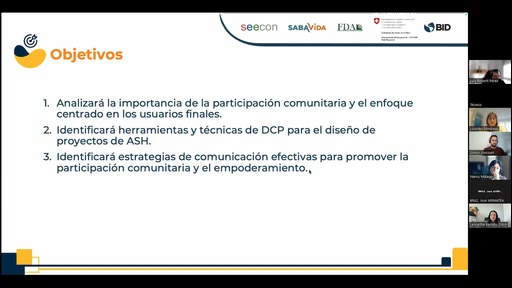 seecon
SABAVIDA
FDAL
BID
Objetivos
1. Analizará la importancia de la participación comunitaria y el enfoque
centrado en los usuarios finales.
2. Identificará herramientas y técnicas de DCP para el diseño de
proyectos de ASH.
3. Identificará estrategias de comunicación efectivas para promover la
participación comunitaria y el empoderamiento.